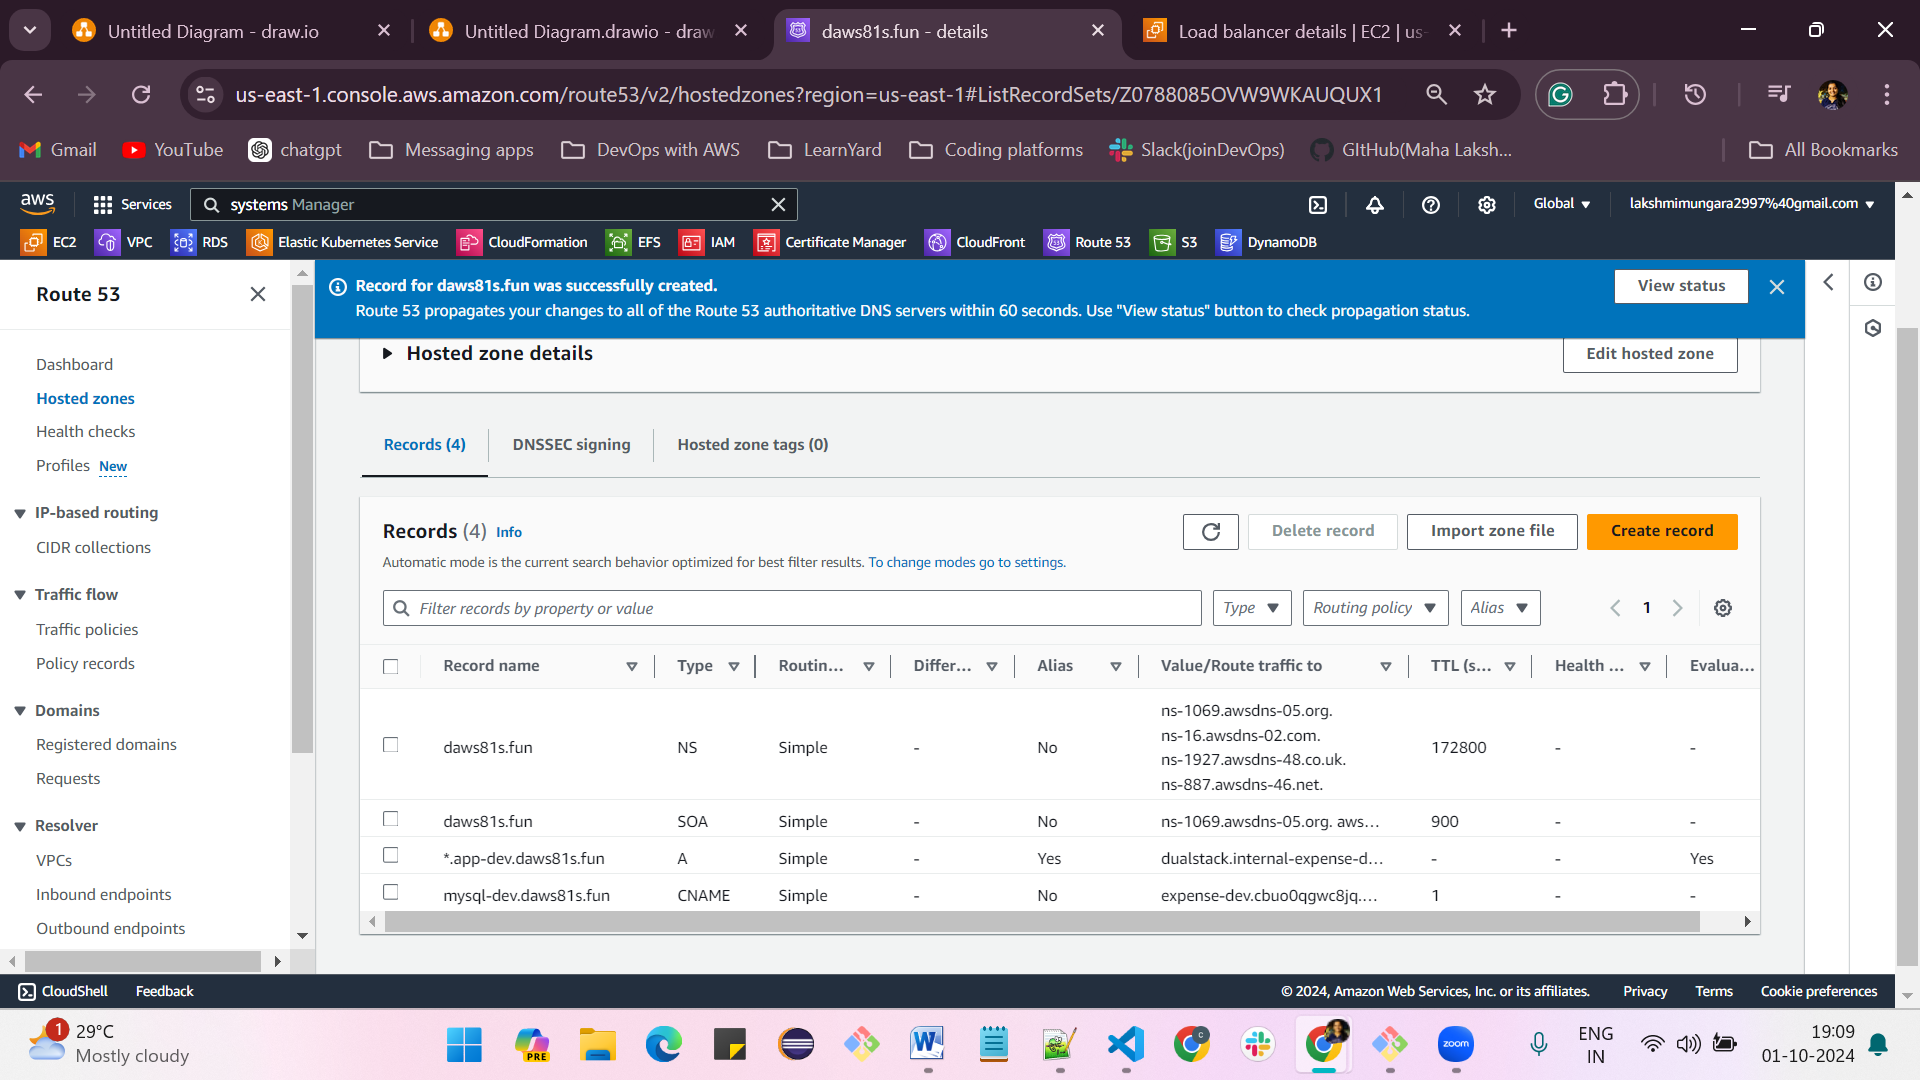 Untitled Diagram - draw.io
Untitled Diagram.drawio - draw
daws81s.fun - details
Load balancer details | EC2 | us-
us-east-1.console.aws.amazon.com/route53/v2/hostedzones?region=us-east-1#ListRecordSets/Z0788085OVW9WKAUQUX1
Gmail
YouTube
chatgpt
Messaging apps
DevOps with AWS
LearnYard
Coding platforms
Slack(joinDevOps)
GItHub(Maha Laksh...
All Bookmarks
aws
Services
systems Manager
Global
lakshmimungara2997%40gmail.com
EC2
VPC
RDS
Elastic Kubernetes Service
CloudFormation
EFS
IAM
Certificate Manager
CloudFront
Route 53
S3
DynamoDB
Route 53
Dashboard
Hosted zones
Health checks
Profiles New
IP-based routing
CIDR collections
Traffic flow
Traffic policies
Policy records
Domains
Registered domains
Requests
Resolver
VPCs
Inbound endpoints
Outbound endpoints
Record for daws81s.fun was successfully created.
Route 53 propagates your changes to all of the Route 53 authoritative DNS servers within 60 seconds. Use "View status" button to check propagation status.
View status
Hosted zone details
Edit hosted zone
Records (4)
DNSSEC signing
Hosted zone tags (0)
Records (4) Info
Delete record
Import zone file
Create record
Automatic mode is the current search behavior optimized for best filter results. To change modes go to settings.
Filter records by property or value
Type
Routing policy
Alias
1
Record name Type Routin... Differ... Alias Value/Route traffic to TTL (s... Health ... Evalua...
ns-1069.awsdns-05.org.
ns-16.awsdns-02.com.
daws81s.fun NS Simple - No 172800 - -
ns-1927.awsdns-48.co.uk.
ns-887.awsdns-46.net.
daws81s.fun SOA Simple - No ns-1069.awsdns-05.org. aws... 900 - -
*.app-dev.daws81s.fun A Simple - Yes dualstack.internal-expense-d... - - Yes
mysql-dev.daws81s.fun CNAME Simple - No expense-dev.cbuo0qgwc8jq.... 1 - -
CloudShell
Feedback
© 2024, Amazon Web Services, Inc. or its affiliates.
Privacy
Terms
Cookie preferences
1
29°C
Mostly cloudy
PRE
W
C
zoom
ENG
IN
19:09
01-10-2024